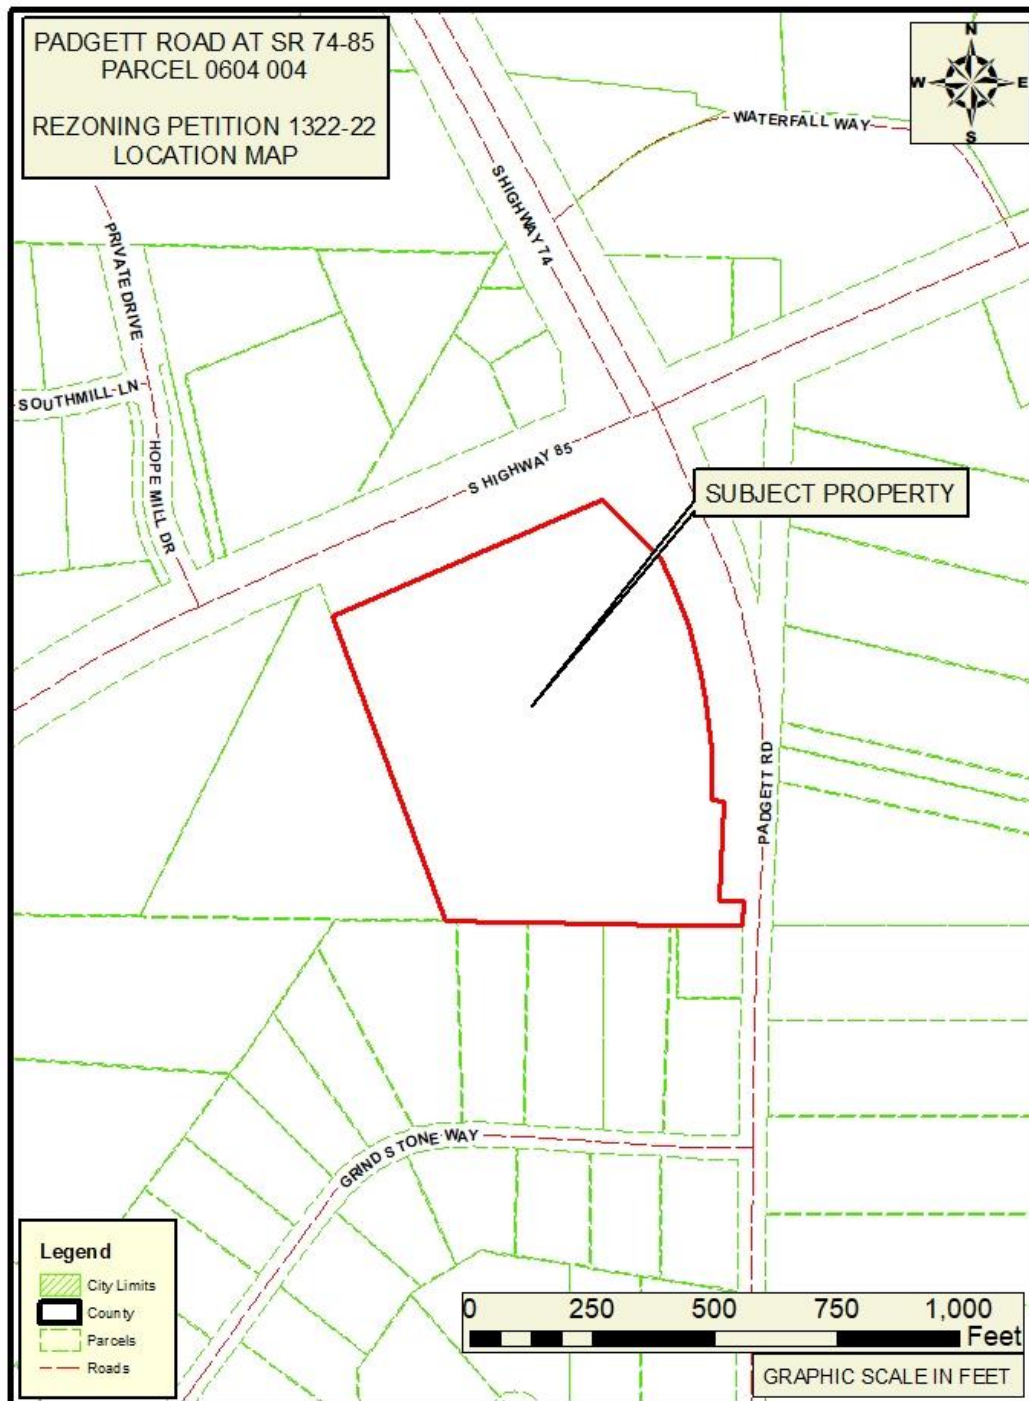 PADGETT ROAD AT SR 74-85
PARCEL 0604 004
REZONING PETITION 1322-22
LOCATION MAP
N
W E
S
WATERFALL WAY
S HIGHWAY 74
PRIVATE DRIVE
SOUTHMILL LN
HOPE MILL DR
S HIGHWAY 85
SUBJECT PROPERTY
PADGETT RD
GRINDSTONE WAY
Legend
City Limits
County
Parcels
Roads
0 250 500 750 1,000
Feet
GRAPHIC SCALE IN FEET